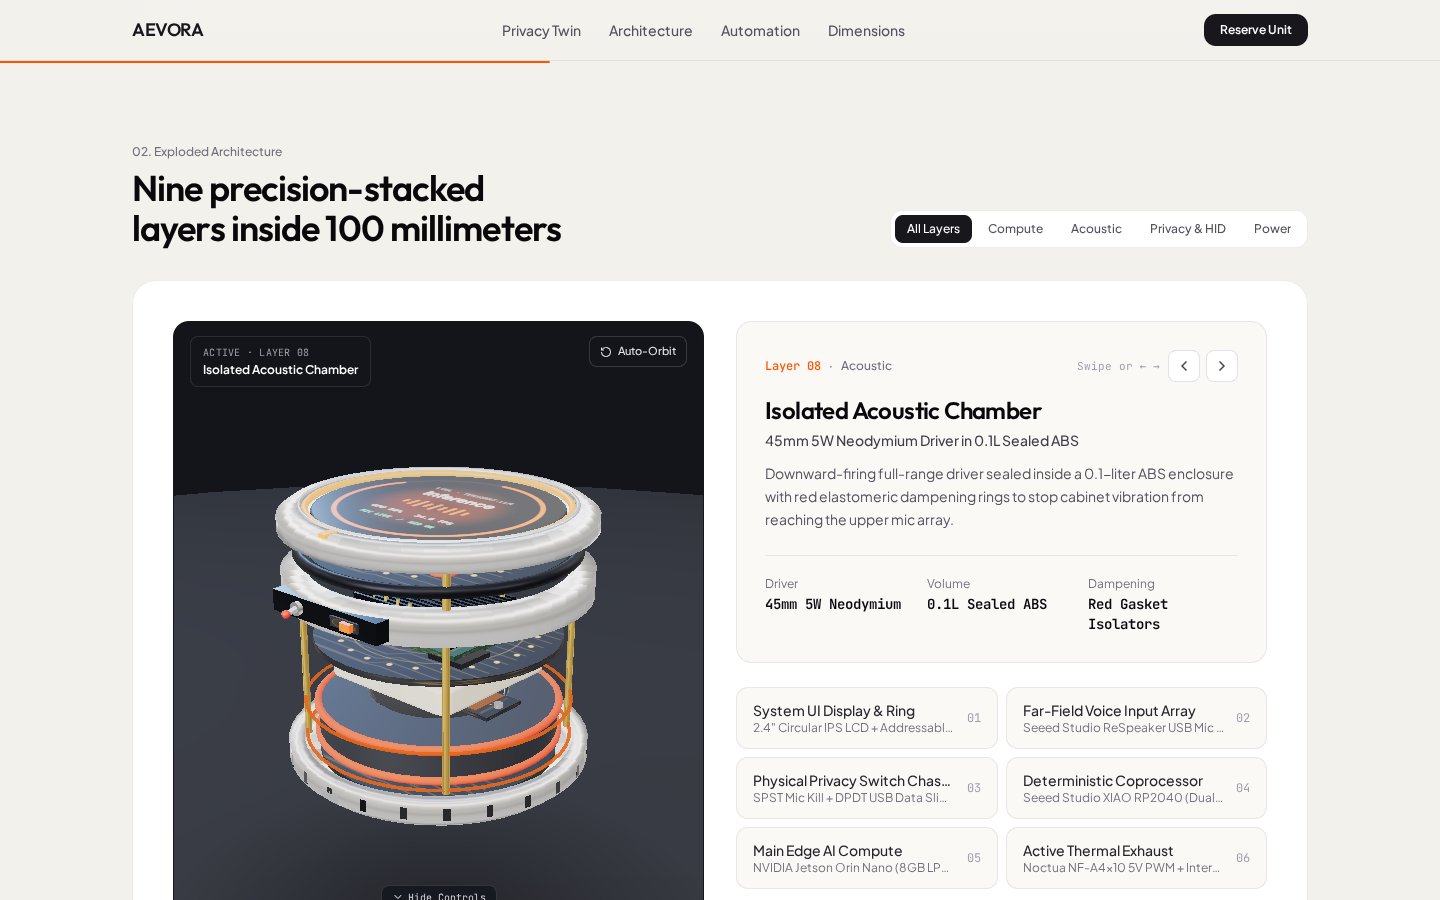 AEVORA
Privacy Twin
Architecture
Automation
Dimensions
Reserve Unit
02. Exploded Architecture
Nine precision-stacked
layers inside 100 millimeters
All Layers
Compute
Acoustic
Privacy & HID
Power
ACTIVE · LAYER 08
Isolated Acoustic Chamber
Auto-Orbit
Inference
Hide Controls
Layer 08 · Acoustic
Swipe or ← →
Isolated Acoustic Chamber
45mm 5W Neodymium Driver in 0.1L Sealed ABS
Downward-firing full-range driver sealed inside a 0.1-liter ABS enclosure
with red elastomeric dampening rings to stop cabinet vibration from
reaching the upper mic array.
Driver
45mm 5W Neodymium
Volume
0.1L Sealed ABS
Dampening
Red Gasket
Isolators
System UI Display & Ring
2.4" Circular IPS LCD + Addressabl...
01
Far-Field Voice Input Array
Seeed Studio ReSpeaker USB Mic ...
02
Physical Privacy Switch Chas...
SPST Mic Kill + DPDT USB Data Sli...
03
Deterministic Coprocessor
Seeed Studio XIAO RP2040 (Dual...
04
Main Edge AI Compute
NVIDIA Jetson Orin Nano (8GB LP...
05
Active Thermal Exhaust
Noctua NF-A4x10 5V PWM + Inter...
06